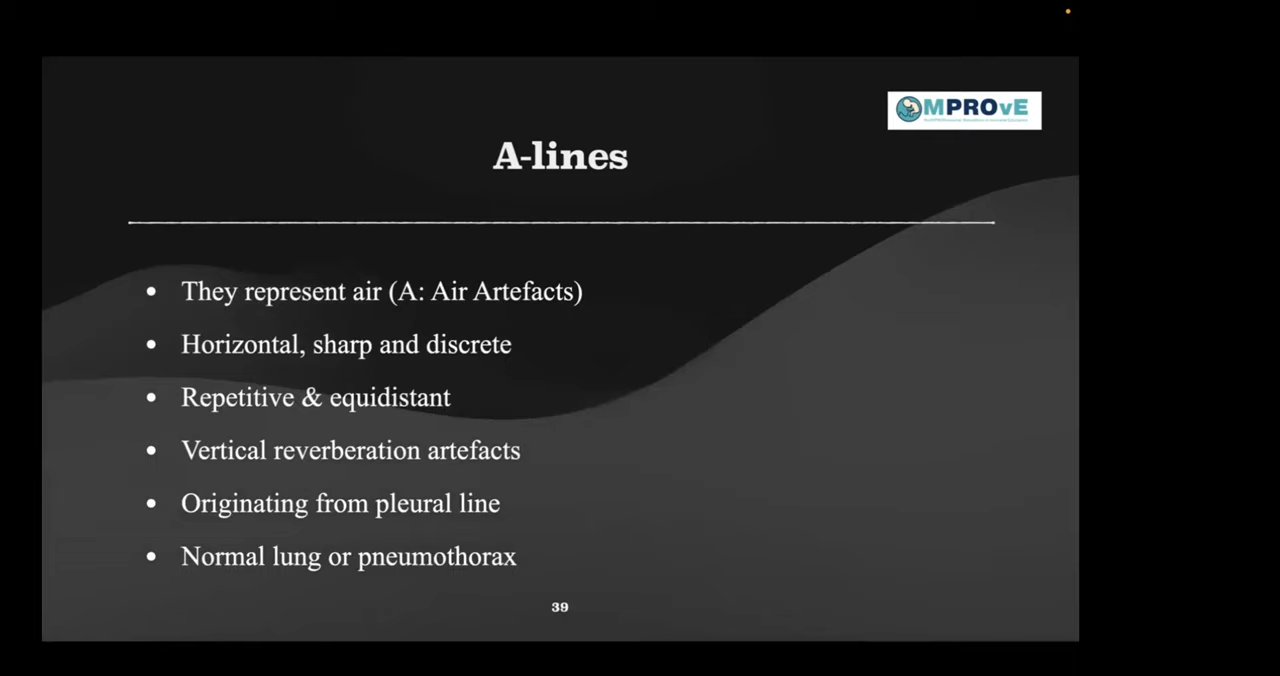 MPROvE
A-lines
• They represent air (A: Air Artefacts)
• Horizontal, sharp and discrete
• Repetitive & equidistant
• Vertical reverberation artefacts
• Originating from pleural line
• Normal lung or pneumothorax
39